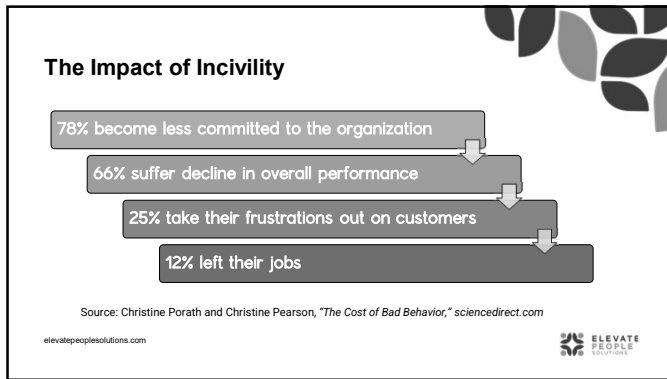 The Impact of Incivility
78% become less committed to the organization
66% suffer decline in overall performance
25% take their frustrations out on customers
12% left their jobs
Source: Christine Porath and Christine Pearson, “The Cost of Bad Behavior,” sciencedirect.com
elevatepeoplesolutions.com
ELEVATE
PEOPLE
SOLUTIONS